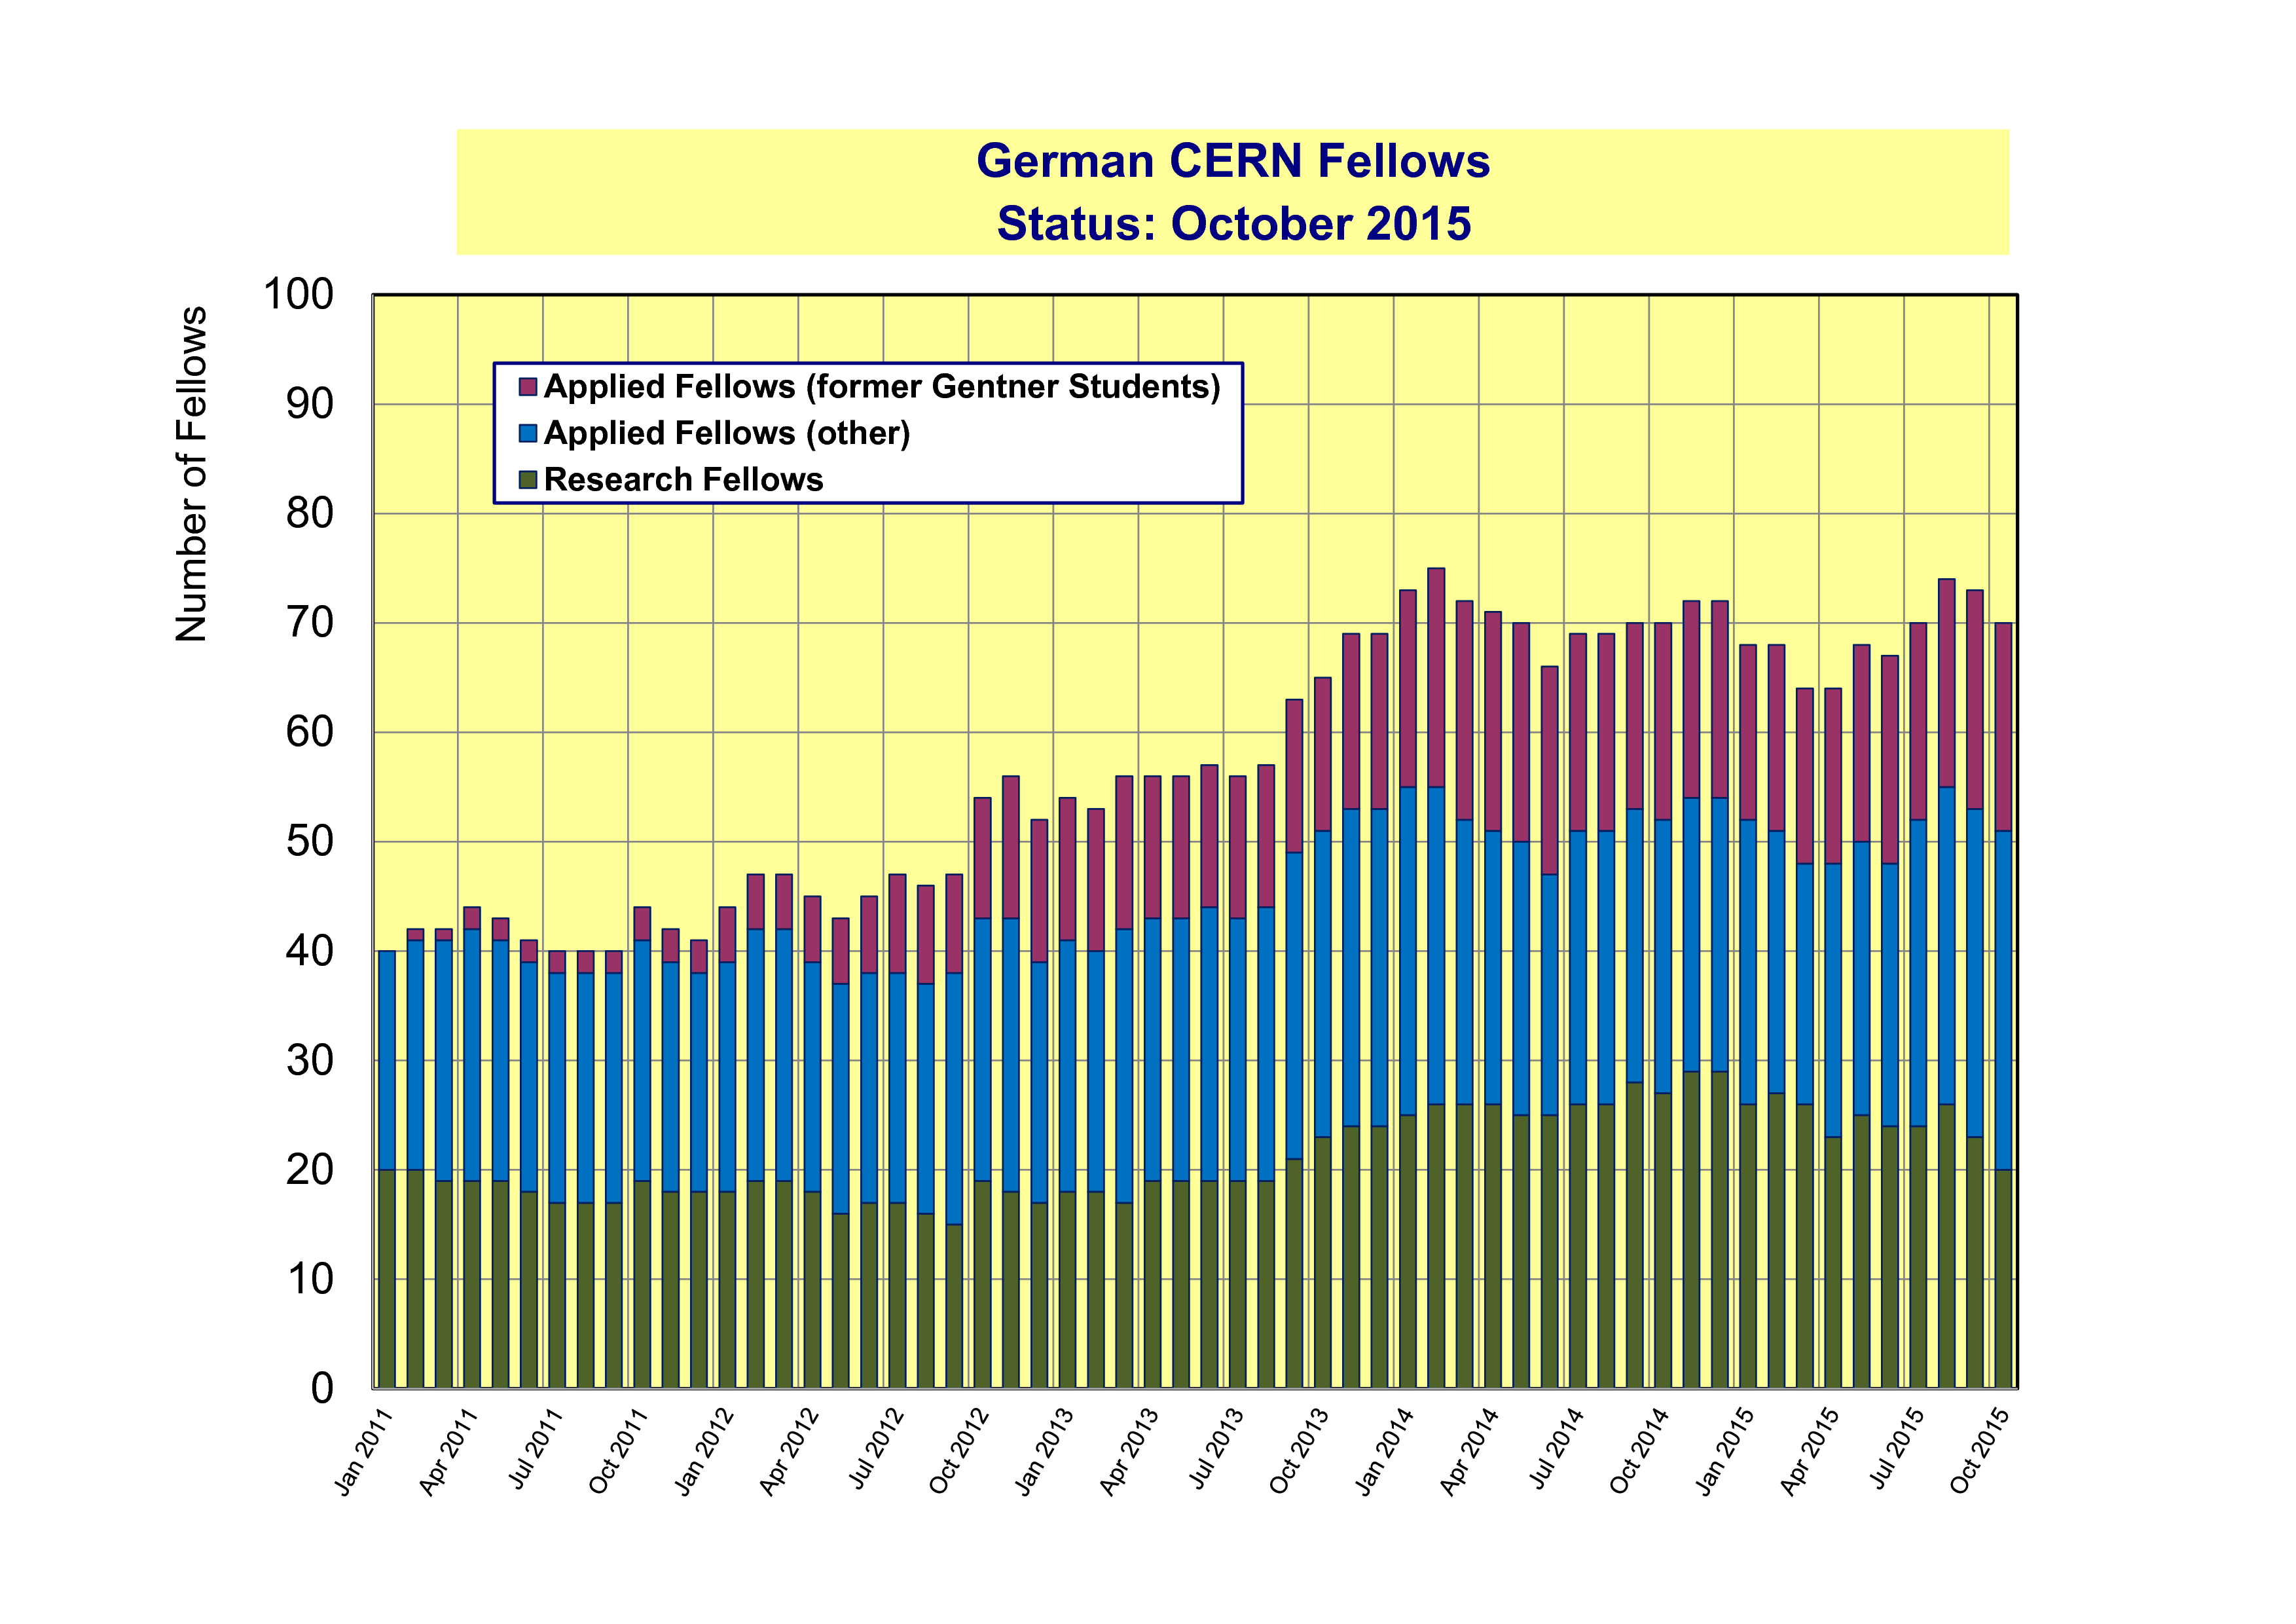 German CERN Fellows
Status: October 2015
Number of Fellows
100
90
80
70
60
50
40
30
20
10
0
Applied Fellows (former Gentner Students)
Applied Fellows (other)
Research Fellows
Jan 2011
Apr 2011
Jul 2011
Oct 2011
Jan 2012
Apr 2012
Jul 2012
Oct 2012
Jan 2013
Apr 2013
Jul 2013
Oct 2013
Jan 2014
Apr 2014
Jul 2014
Oct 2014
Jan 2015
Apr 2015
Jul 2015
Oct 2015